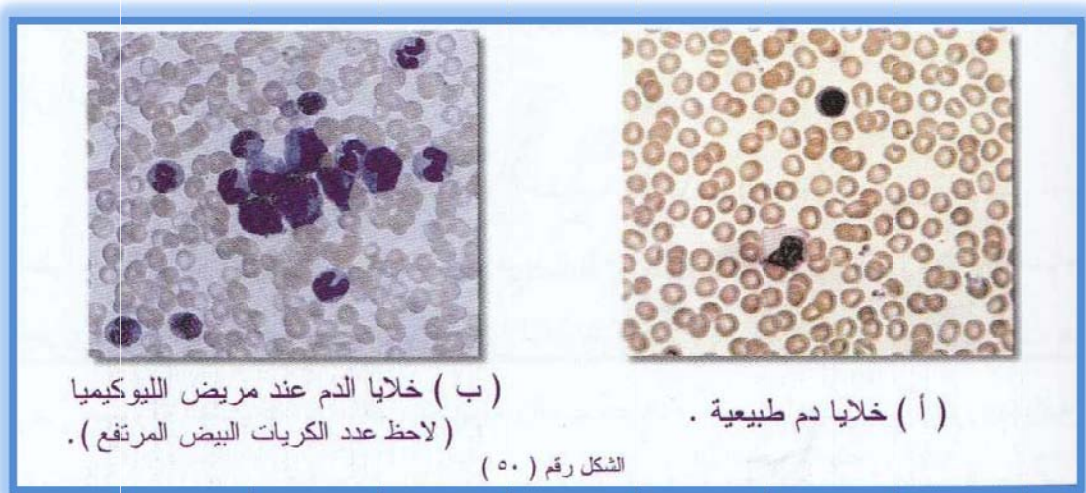 ( أ ) خلايا دم طبيعية .
( ب ) خلايا الدم عند مريض الليوكيميا
( لاحظ عدد الكريات البيض المرتفع ) .
الشكل رقم ( ٥٠ )